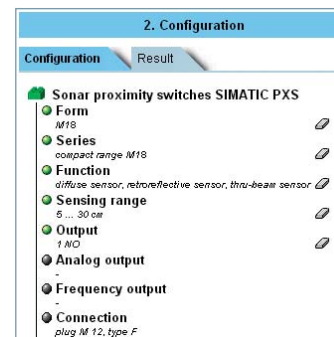 2. Configuration
Configuration Result
Sonar proximity switches SIMATIC PXS
Form
M18
Series
compact range M18
Function
diffuse sensor, retroreflective sensor, thru-beam sensor
Sensing range
5 ... 30 cm
Output
1 NO
Analog output
-
Frequency output
-
Connection
plug M 12, type F